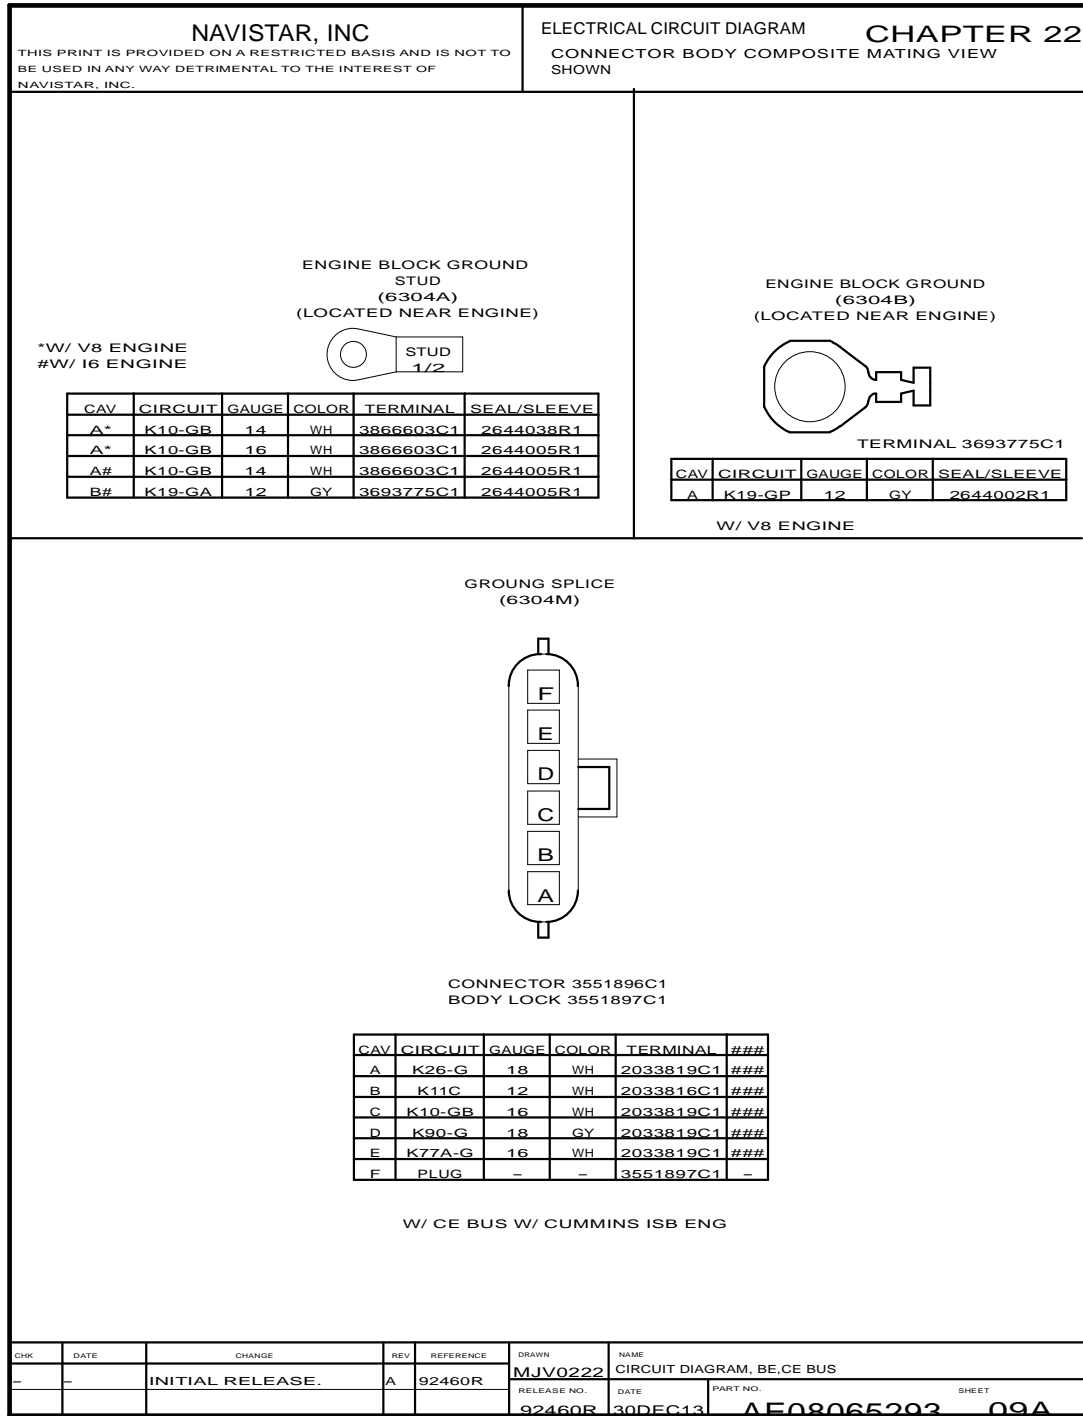 NAVISTAR, INC
THIS PRINT IS PROVIDED ON A RESTRICTED BASIS AND IS NOT TO
BE USED IN ANY WAY DETRIMENTAL TO THE INTEREST OF
NAVISTAR, INC.
ELECTRICAL CIRCUIT DIAGRAM CHAPTER 22
CONNECTOR BODY COMPOSITE MATING VIEW
SHOWN
ENGINE BLOCK GROUND
STUD
(6304A)
(LOCATED NEAR ENGINE)
*W/ V8 ENGINE
#W/ I6 ENGINE
STUD
1/2
CAV CIRCUIT GAUGE COLOR TERMINAL SEAL/SLEEVE
A* K10-GB 14 WH 3866603C1 2644038R1
A* K10-GB 16 WH 3866603C1 2644005R1
A# K10-GB 14 WH 3866603C1 2644005R1
B# K19-GA 12 GY 3693775C1 2644005R1
ENGINE BLOCK GROUND
(6304B)
(LOCATED NEAR ENGINE)
TERMINAL 3693775C1
CAV CIRCUIT GAUGE COLOR SEAL/SLEEVE
A K19-GP 12 GY 2644002R1
W/ V8 ENGINE
GROUNG SPLICE
(6304M)
F
E
D
C
B
A
CONNECTOR 3551896C1
BODY LOCK 3551897C1
CAV CIRCUIT GAUGE COLOR TERMINAL ###
A K26-G 18 WH 2033819C1 ###
B K11C 12 WH 2033816C1 ###
C K10-GB 16 WH 2033819C1 ###
D K90-G 18 GY 2033819C1 ###
E K77A-G 16 WH 2033819C1 ###
F PLUG – – 3551897C1 –
W/ CE BUS W/ CUMMINS ISB ENG
CHK DATE CHANGE REV REFERENCE
– – INITIAL RELEASE. A 92460R
DRAWN
MJV0222
NAME
CIRCUIT DIAGRAM, BE,CE BUS
RELEASE NO.
92460R
DATE
30DEC13
PART NO.
AE08065293
SHEET
09A